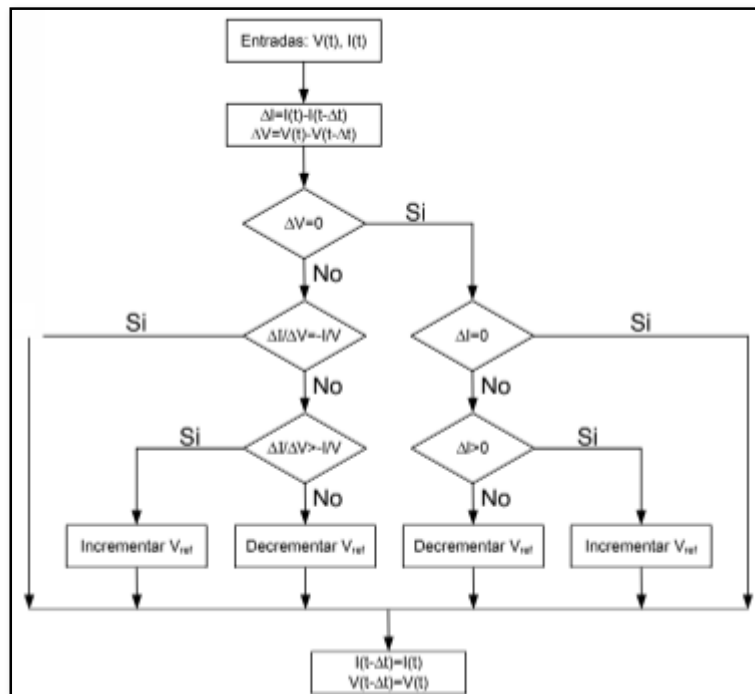 Entradas: V(t), I(t)
ΔI=I(t)-I(t-Δt)
ΔV=V(t)-V(t-Δt)
ΔV=0
Si
No
Si
ΔI/ΔV=-I/V
ΔI=0
Si
No
No
Si
ΔI/ΔV>-I/V
ΔI>0
Si
No
No
Incrementar Vref
Decrementar Vref
Decrementar Vref
Incrementar Vref
I(t-Δt)=I(t)
V(t-Δt)=V(t)